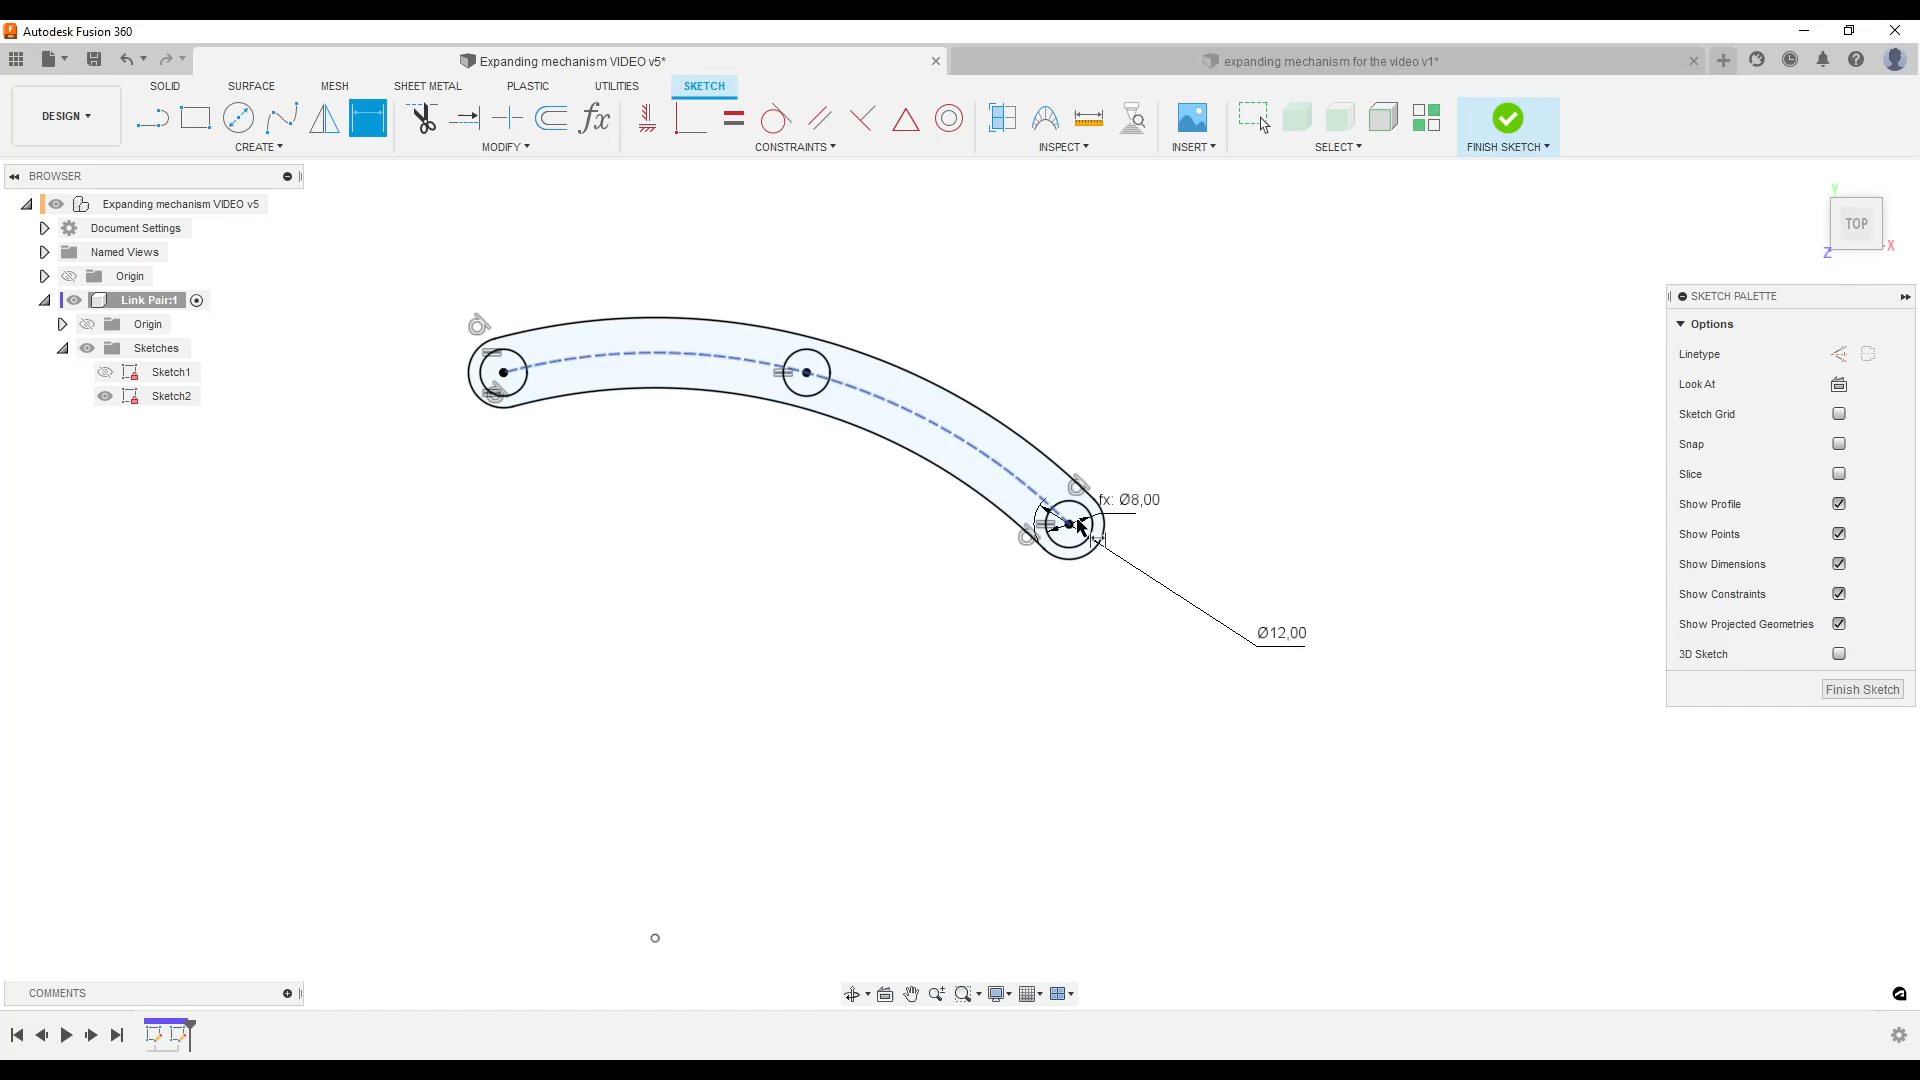 Autodesk Fusion 360
Expanding mechanism VIDEO v5*
expanding mechanism for the video v1*
DESIGN
SOLID
SURFACE
MESH
SHEET METAL
PLASTIC
UTILITIES
SKETCH
fx
CREATE
MODIFY
CONSTRAINTS
INSPECT
INSERT
SELECT
FINISH SKETCH
BROWSER
Expanding mechanism VIDEO v5
Document Settings
Named Views
Origin
Link Pair:1
Origin
Sketches
Sketch1
Sketch2
Y
TOP
X
Z
SKETCH PALETTE
Options
Linetype
Look At
Sketch Grid
Snap
Slice
Show Profile
Show Points
Show Dimensions
Show Constraints
Show Projected Geometries
3D Sketch
Finish Sketch
fx: Ø8,00
Ø12,00
COMMENTS